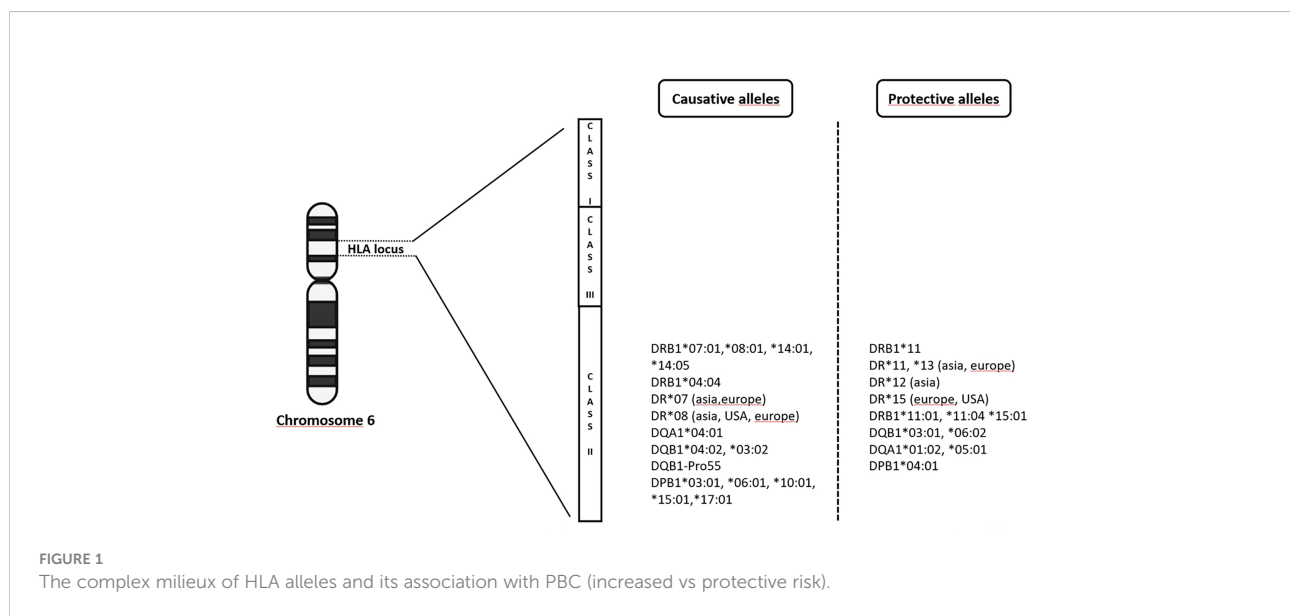 Causative alleles
Protective alleles
CLASS I
CLASS III
CLASS II
HLA locus
Chromosome 6
DRB1*07:01,*08:01, *14:01,
*14:05
DRB1*04:04
DR*07 (asia,europe)
DR*08 (asia, USA, europe)
DQA1*04:01
DQB1*04:02, *03:02
DQB1-Pro55
DPB1*03:01, *06:01, *10:01,
*15:01,*17:01
DRB1*11
DR*11, *13 (asia, europe)
DR*12 (asia)
DR*15 (europe, USA)
DRB1*11:01, *11:04 *15:01
DQB1*03:01, *06:02
DQA1*01:02, *05:01
DPB1*04:01
FIGURE 1
The complex milieux of HLA alleles and its association with PBC (increased vs protective risk).